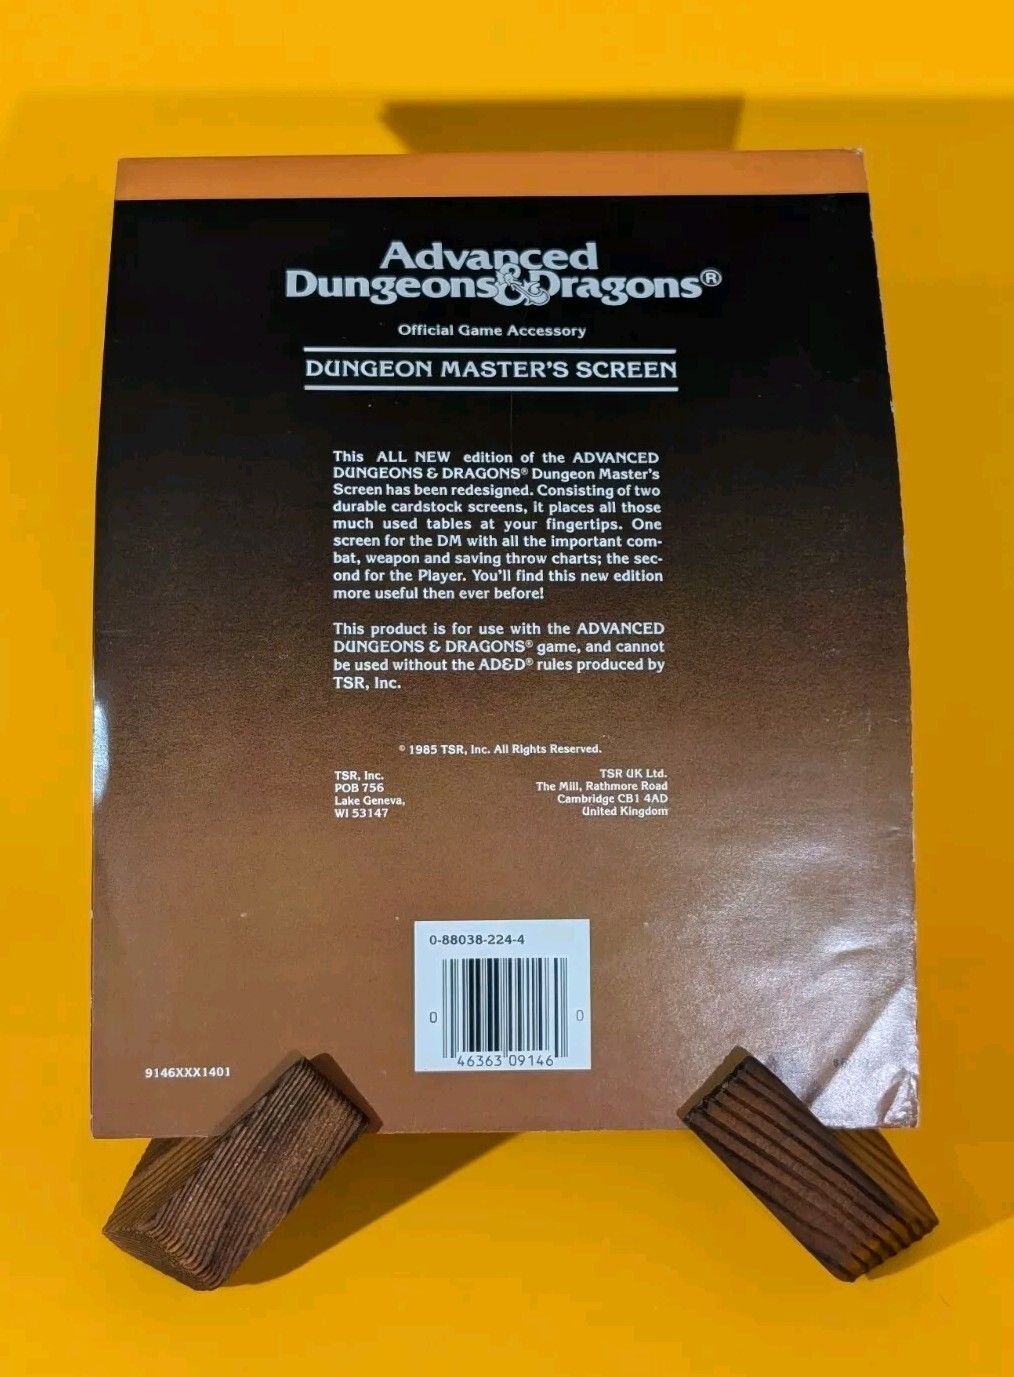 Advanced
Dungeons & Dragons®
Official Game Accessory
DUNGEON MASTER'S SCREEN
This ALL NEW edition of the ADVANCED
DUNGEONS & DRAGONS® Dungeon Master's
Screen has been redesigned. Consisting of two
durable cardstock screens, it places all those
much used tables at your fingertips. One
screen for the DM with all the important com-
bat, weapon and saving throw charts; the sec-
ond for the Player. You'll find this new edition
more useful then ever before!
This product is for use with the ADVANCED
DUNGEONS & DRAGONS® game, and cannot
be used without the AD&D® rules produced by
TSR, Inc.
© 1985 TSR, Inc. All Rights Reserved.
TSR, Inc.
POB 756
Lake Geneva,
WI 53147
TSR UK Ltd.
The Mill, Rathmore Road
Cambridge CB1 4AD
United Kingdom
0-88038-224-4
0 46363 09146 0
9146XXX1401